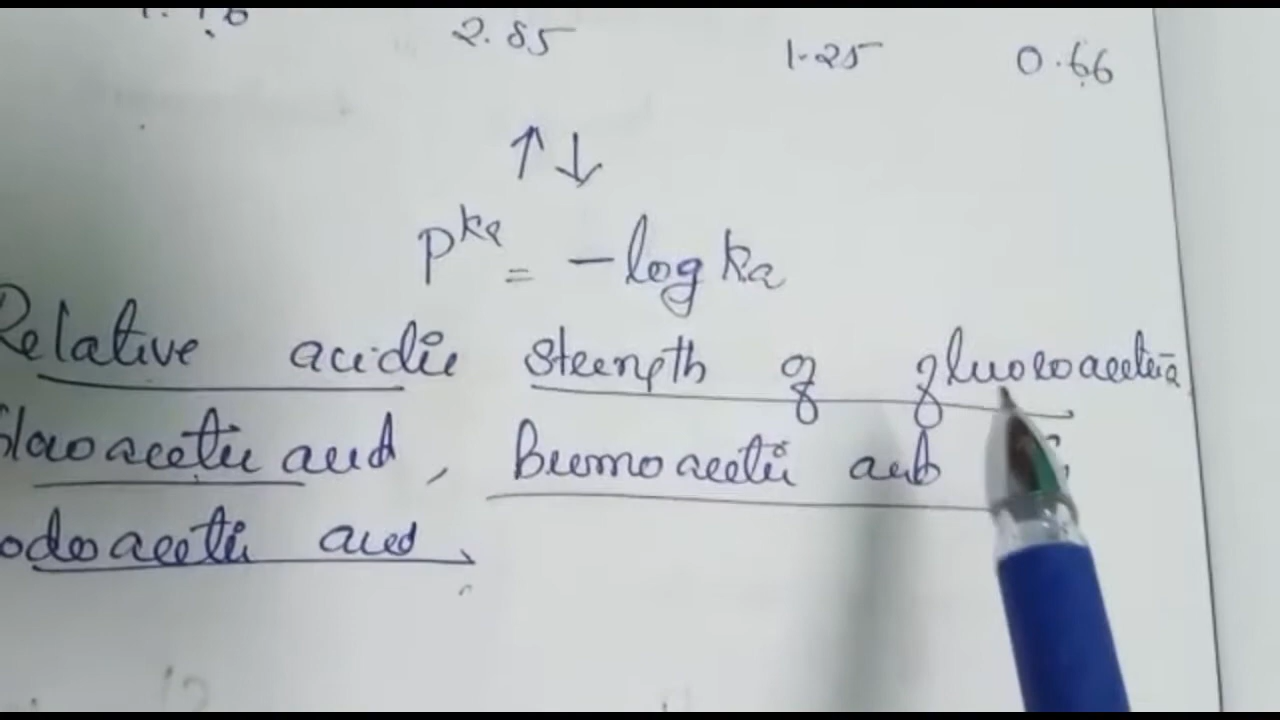 2.85 1.25 0.66
↑↓
pka = - log ka
Relative acidic strength of fluoroacetic
chloroacetic acid, Bromoacetic acid
odoacetic acid,